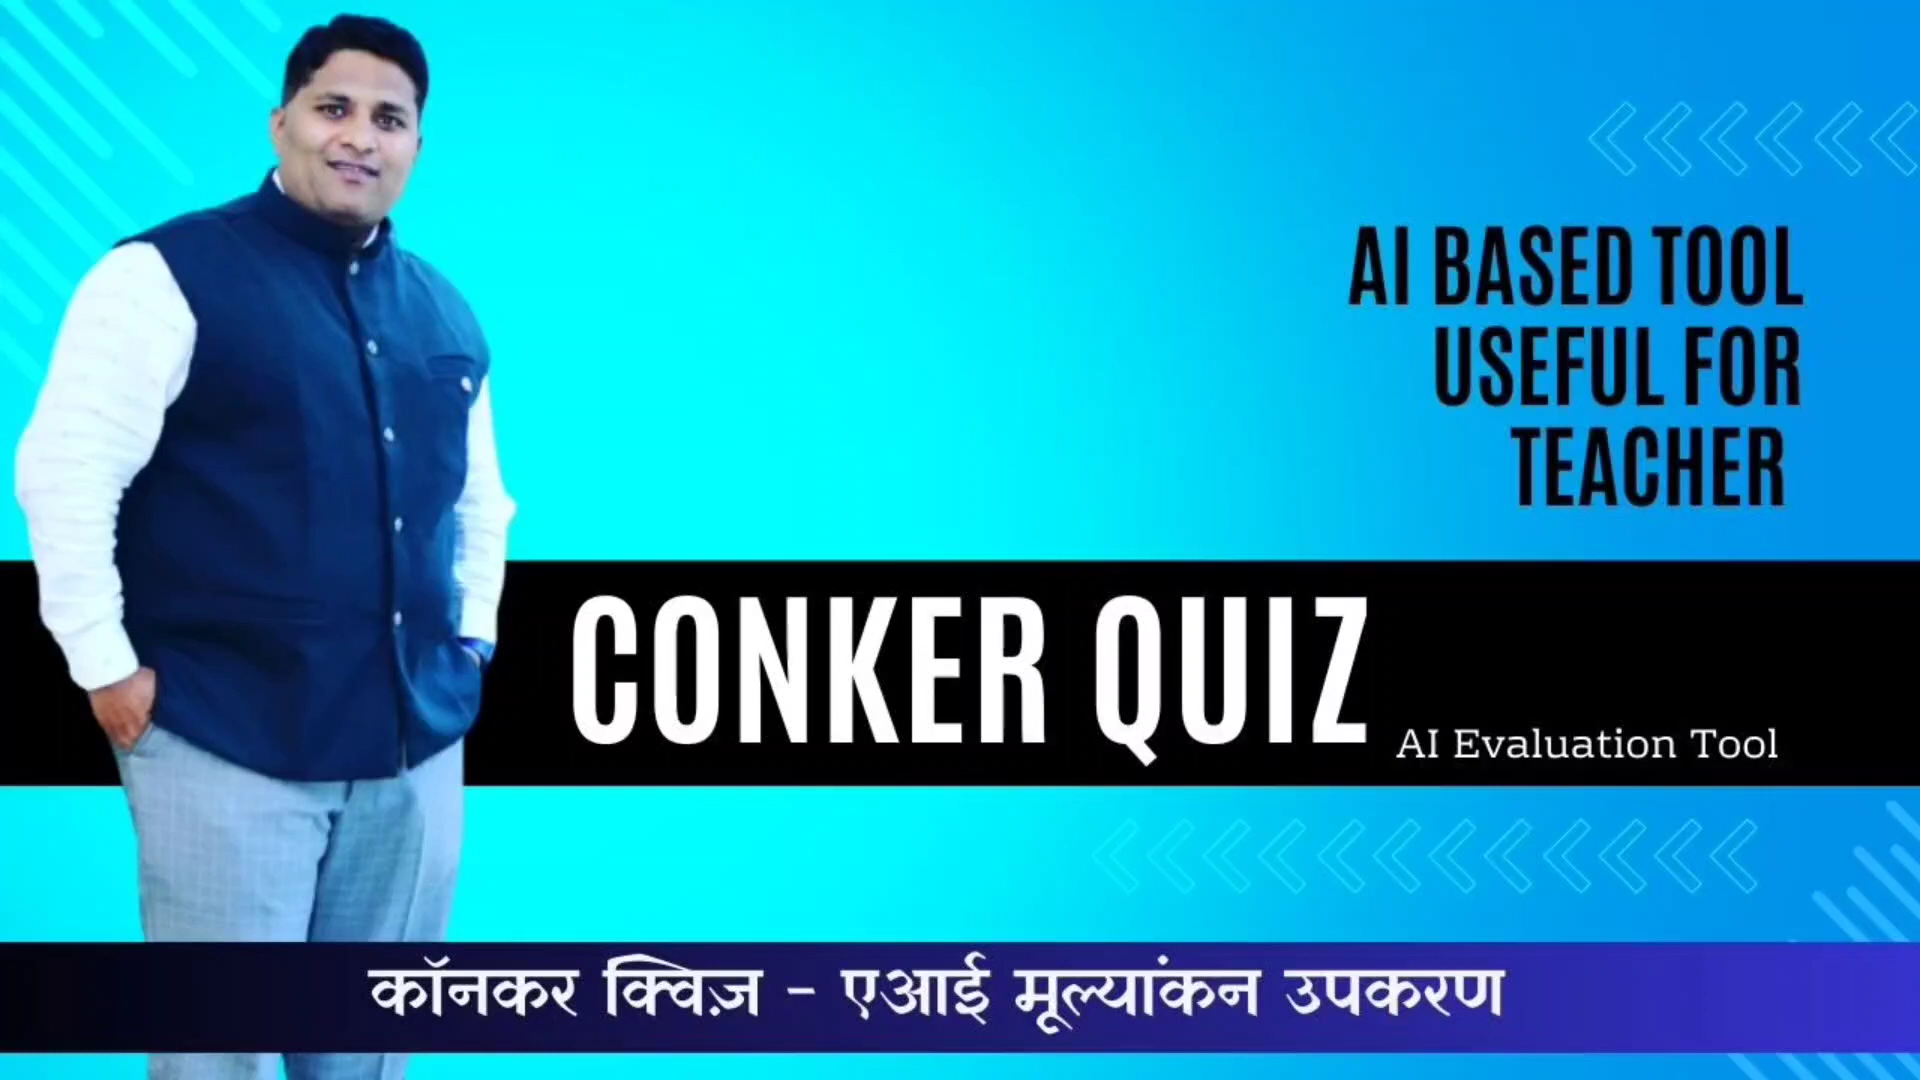 AI BASED TOOL
USEFUL FOR
TEACHER
CONKER QUIZ
AI Evaluation Tool
कॉनकर क्विज़ - एआई मूल्यांकन उपकरण